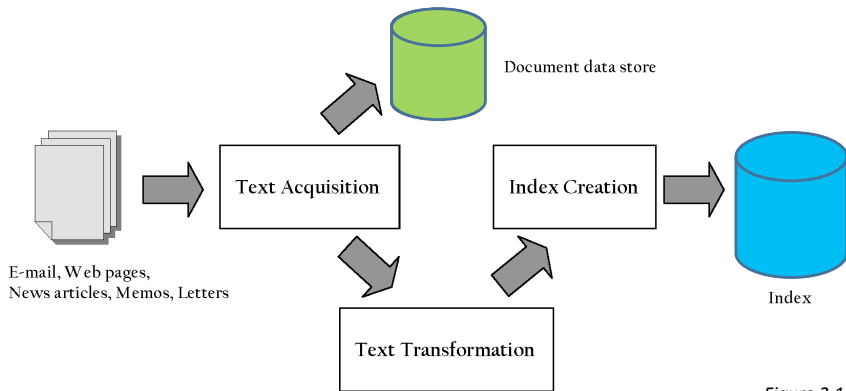 Document data store
Text Acquisition
Index Creation
E-mail, Web pages,
News articles, Memos, Letters
Index
Text Transformation